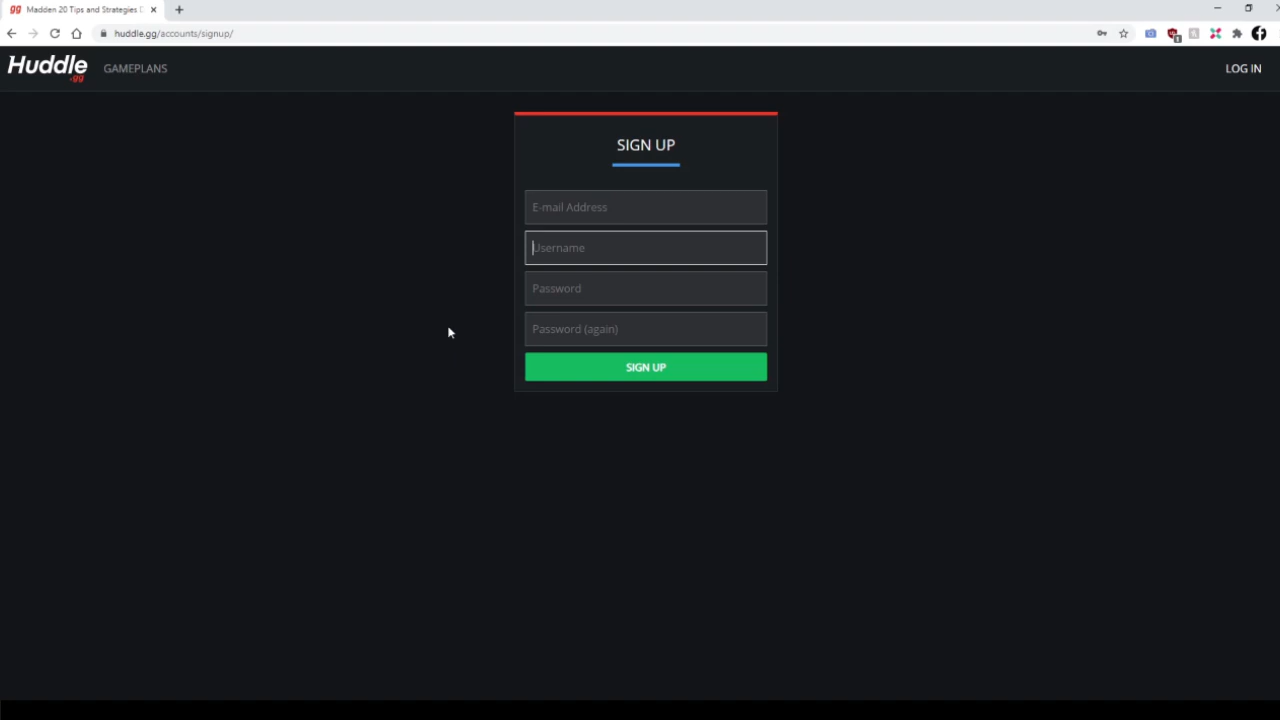 gg Madden 20 Tips and Strategies
huddle.gg/accounts/signup/
Huddle.gg
GAMEPLANS
LOG IN
SIGN UP
E-mail Address
Username
Password
Password (again)
SIGN UP